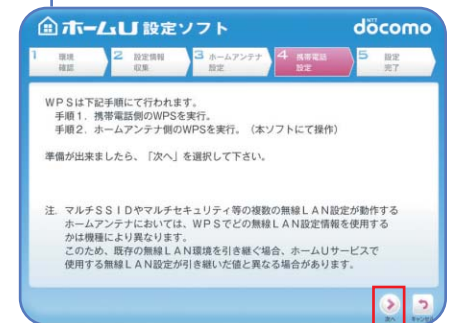 ホームU 設定ソフト
NTT
döcomo
1 環境確認
2 設定情報収集
3 ホームアンテナ設定
4 携帯電話設定
5 設定完了
WPSは下記手順にて行われます。
手順1．携帯電話側のWPSを実行。
手順2．ホームアンテナ側のWPSを実行。（本ソフトにて操作）
準備が出来ましたら、「次へ」を選択して下さい。
注．マルチSSIDやマルチセキュリティ等の複数の無線LAN設定が動作する
ホームアンテナにおいては、WPSでどの無線LAN設定情報を使用する
かは機種により異なります。
このため、既存の無線LAN環境を引き継ぐ場合、ホームUサービスで
使用する無線LAN設定が引き継いだ値と異なる場合があります。
次へ
キャンセル